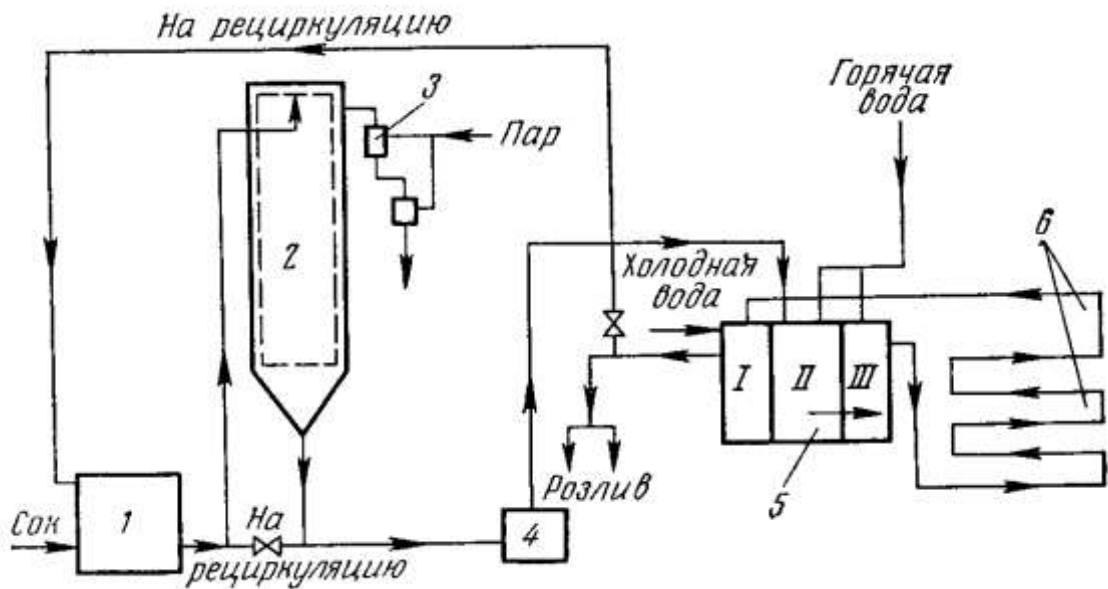 На рециркуляцию
3
Пар
Горячая
вода
2
6
Холодная
вода
I
II
III
Розлив
5
Сок
1
На
рециркуляцию
4